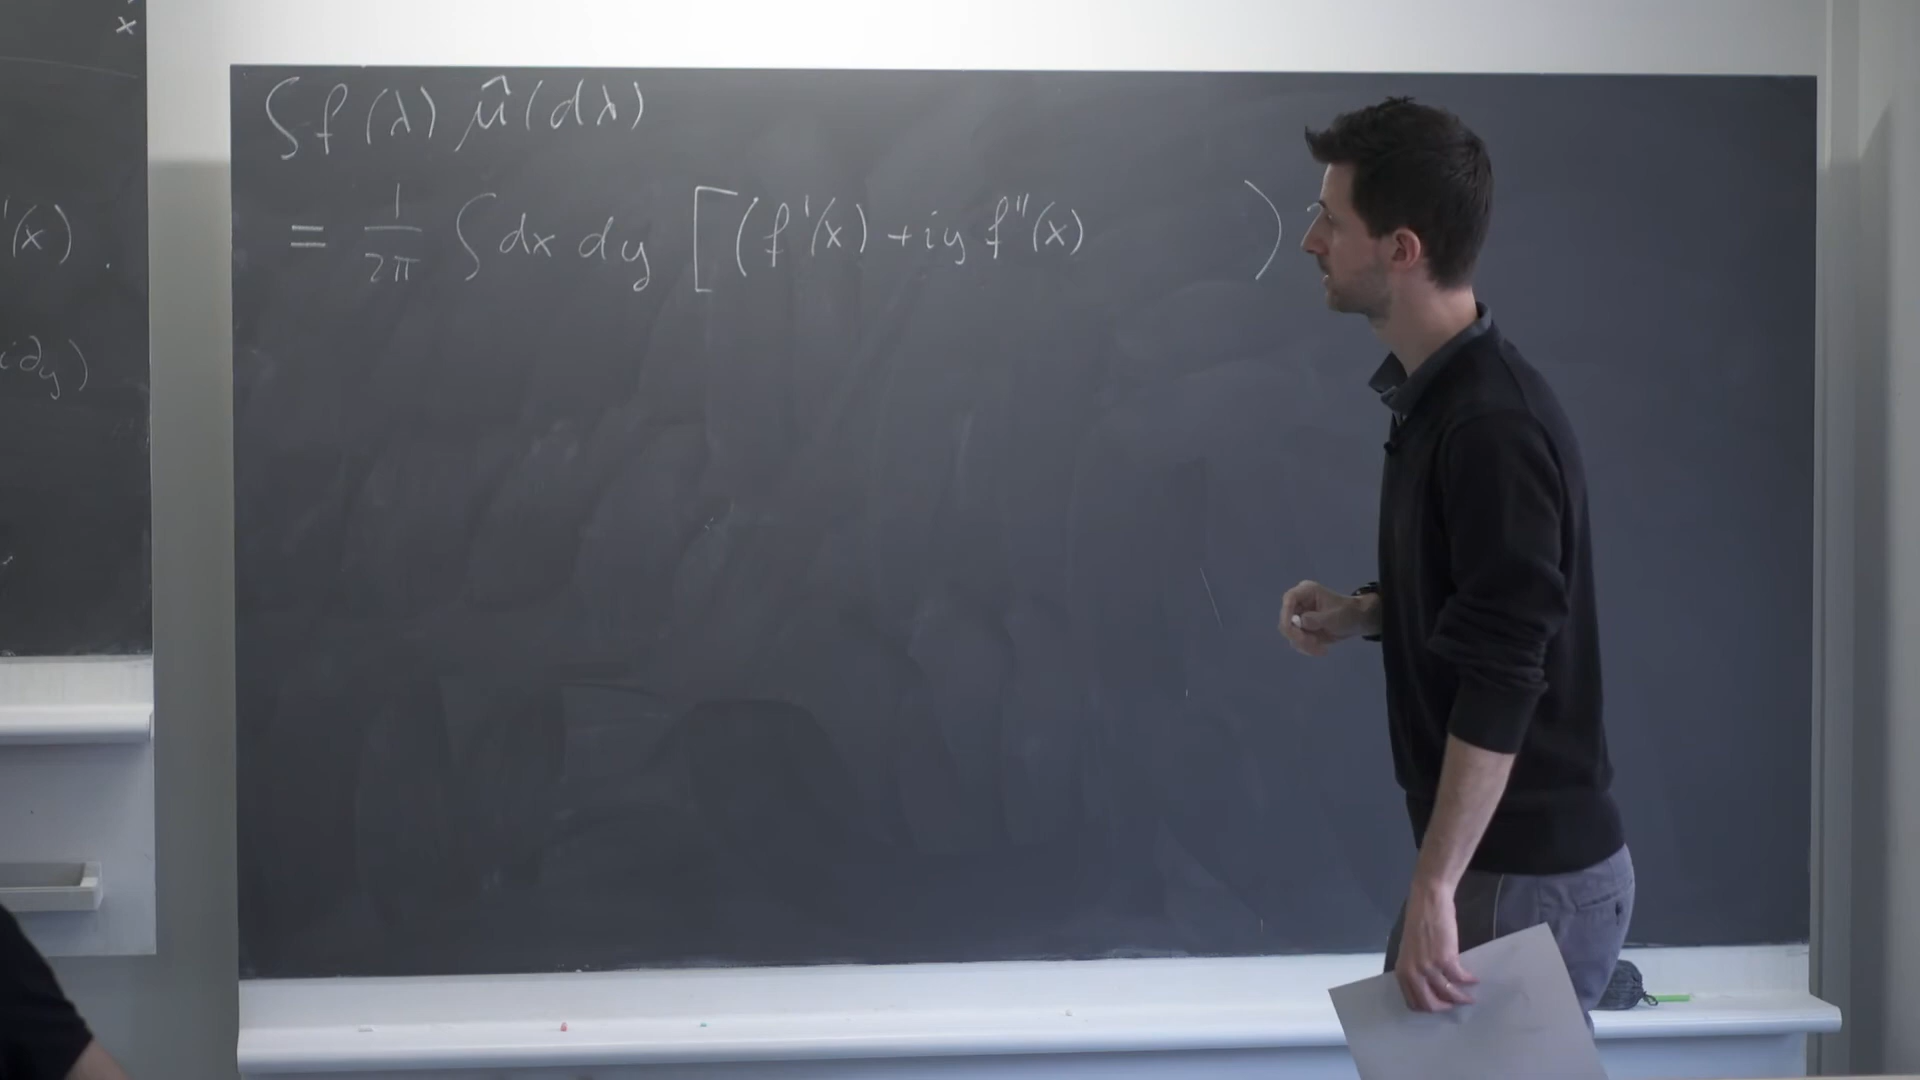 x
'(x) .
i∂y)
∫f(λ) μ̂(dλ)
= 1/2π ∫dx dy [(f'(x) + iy f''(x) )